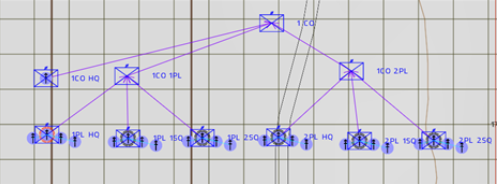 1 CO
1CO HQ
1CO 1PL
1CO 2PL
1PL HQ
1PL 1SQ
1PL 2SQ
2PL HQ
2PL 1SQ
2PL 2SQ